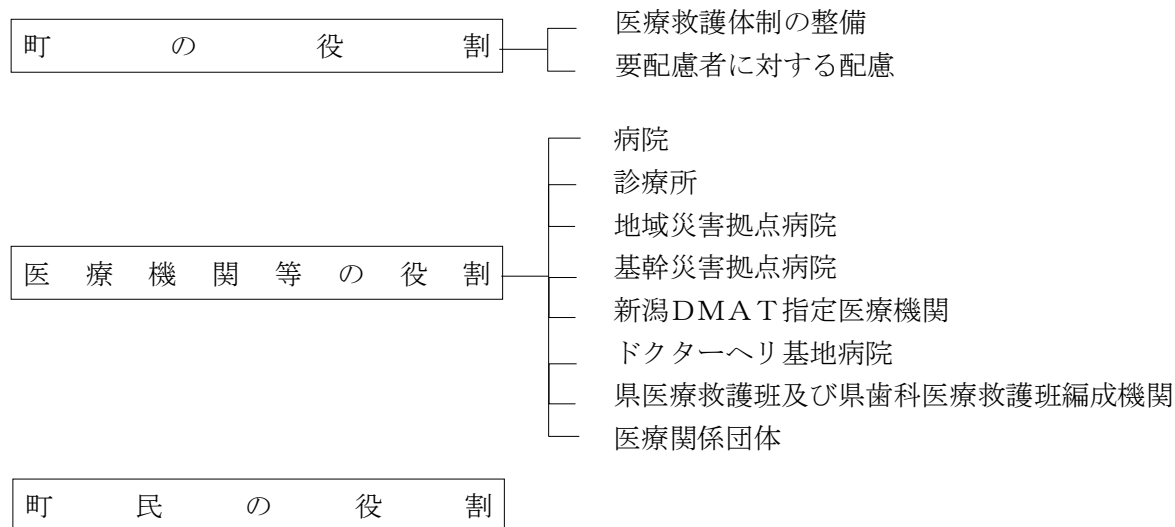 町の役割
医療救護体制の整備
要配慮者に対する配慮
医療機関等の役割
病院
診療所
地域災害拠点病院
基幹災害拠点病院
新潟ＤＭＡＴ指定医療機関
ドクターヘリ基地病院
県医療救護班及び県歯科医療救護班編成機関
医療関係団体
町民の役割